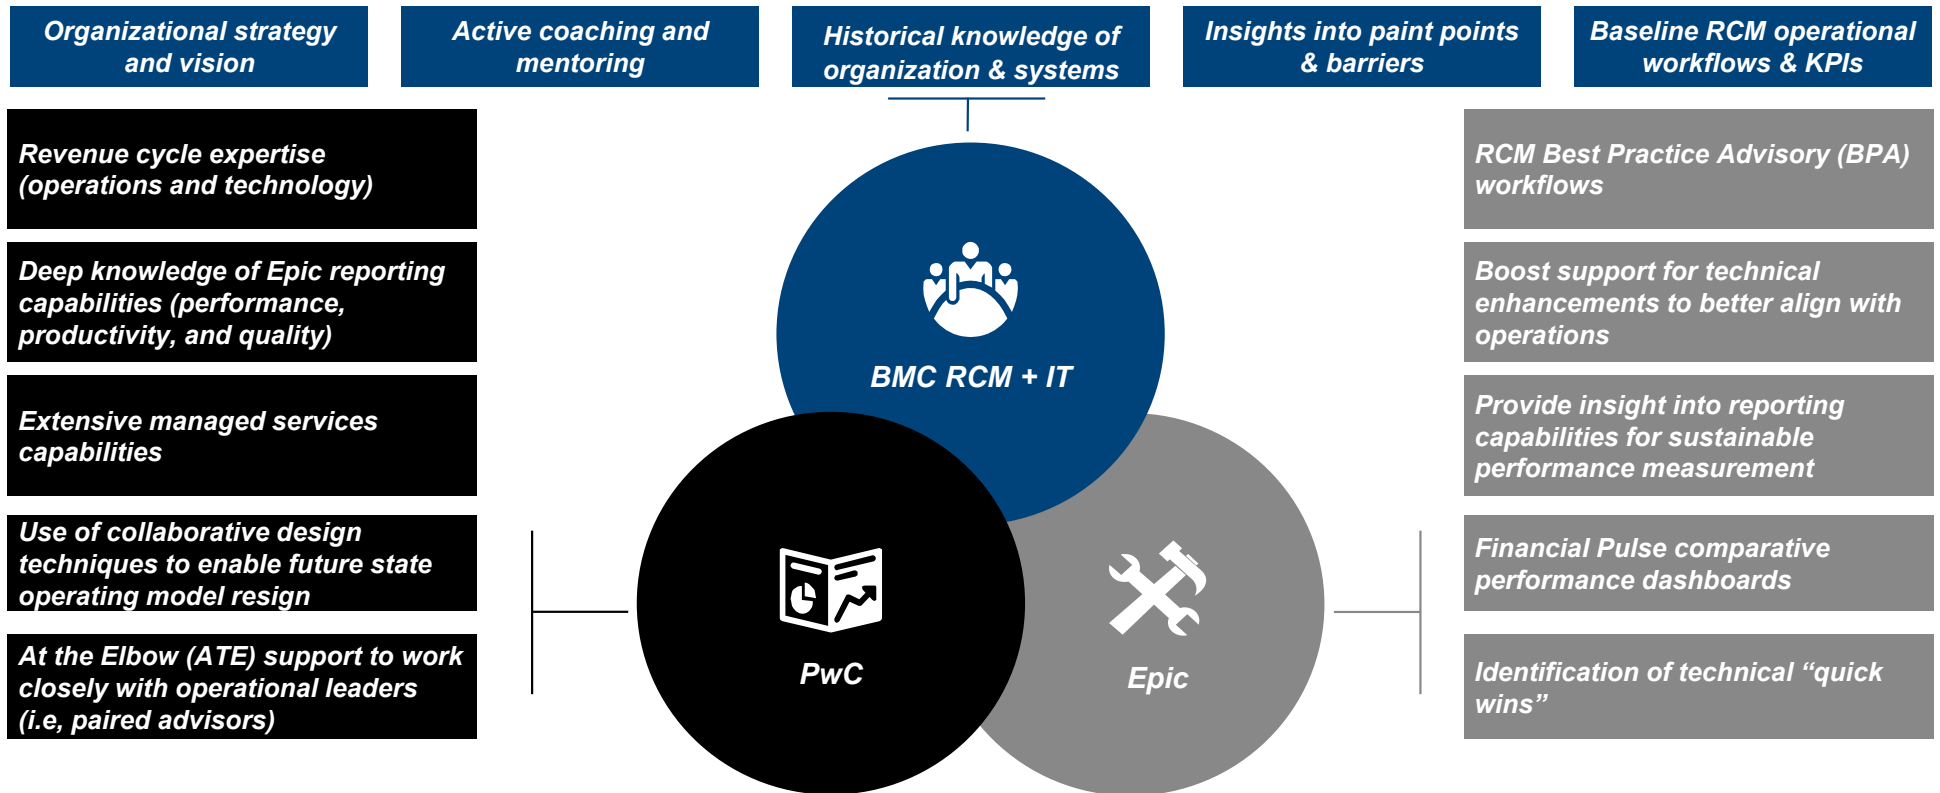 Organizational strategy
and vision
Active coaching and
mentoring
Historical knowledge of
organization & systems
Insights into paint points
& barriers
Baseline RCM operational
workflows & KPIs
Revenue cycle expertise
(operations and technology)
Deep knowledge of Epic reporting
capabilities (performance,
productivity, and quality)
Extensive managed services
capabilities
Use of collaborative design
techniques to enable future state
operating model resign
At the Elbow (ATE) support to work
closely with operational leaders
(i.e, paired advisors)
BMC RCM + IT
PwC
Epic
RCM Best Practice Advisory (BPA)
workflows
Boost support for technical
enhancements to better align with
operations
Provide insight into reporting
capabilities for sustainable
performance measurement
Financial Pulse comparative
performance dashboards
Identification of technical “quick
wins”